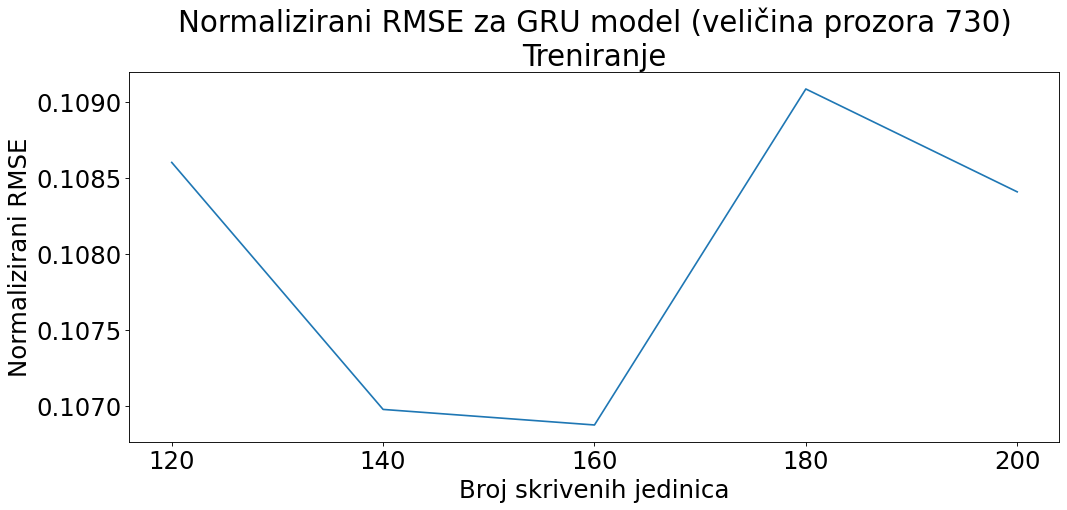 Normalizirani RMSE za GRU model (veličina prozora 730)
Treniranje
Normalizirani RMSE
0.1090
0.1085
0.1080
0.1075
0.1070
120 140 160 180 200
Broj skrivenih jedinica